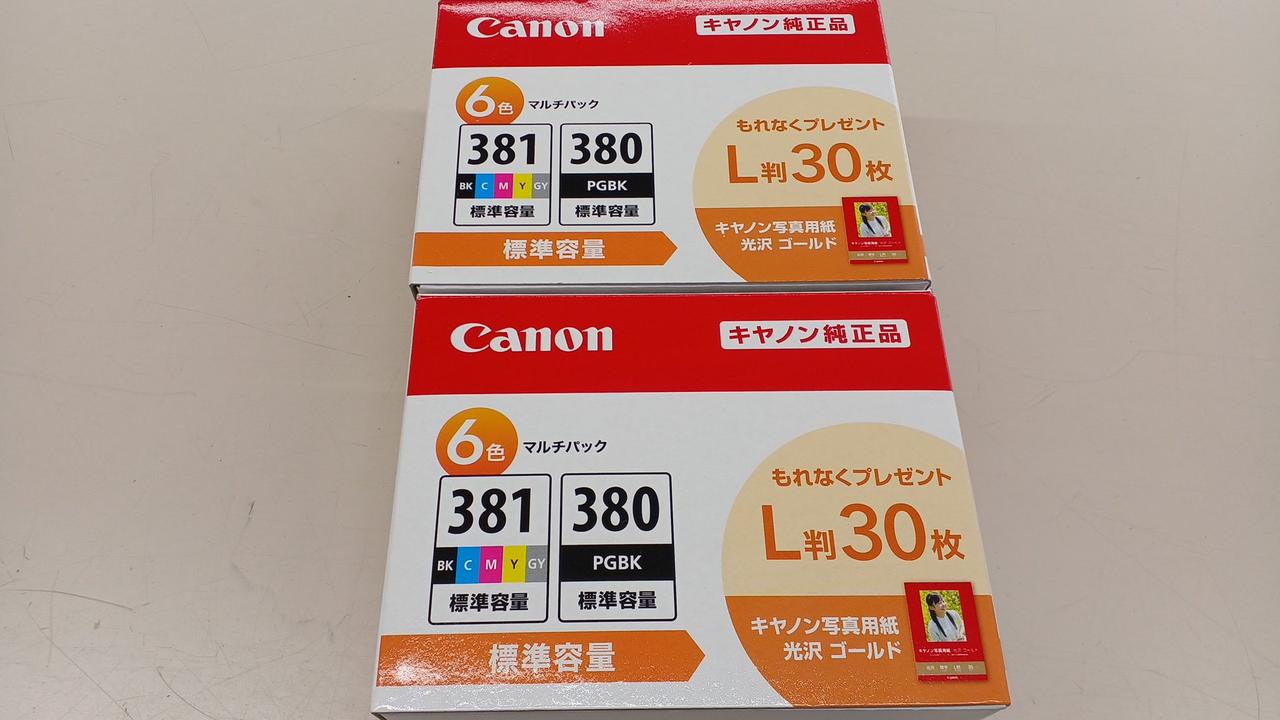 Canon
キヤノン純正品
6色 マルチパック
もれなくプレゼント
L判30枚
381
BK C M Y GY
標準容量
380
PGBK
標準容量
キヤノン写真用紙
光沢 ゴールド
標準容量
Canon
キヤノン純正品
6色 マルチパック
もれなくプレゼント
L判30枚
381
BK C M Y GY
標準容量
380
PGBK
標準容量
キヤノン写真用紙
光沢 ゴールド
標準容量